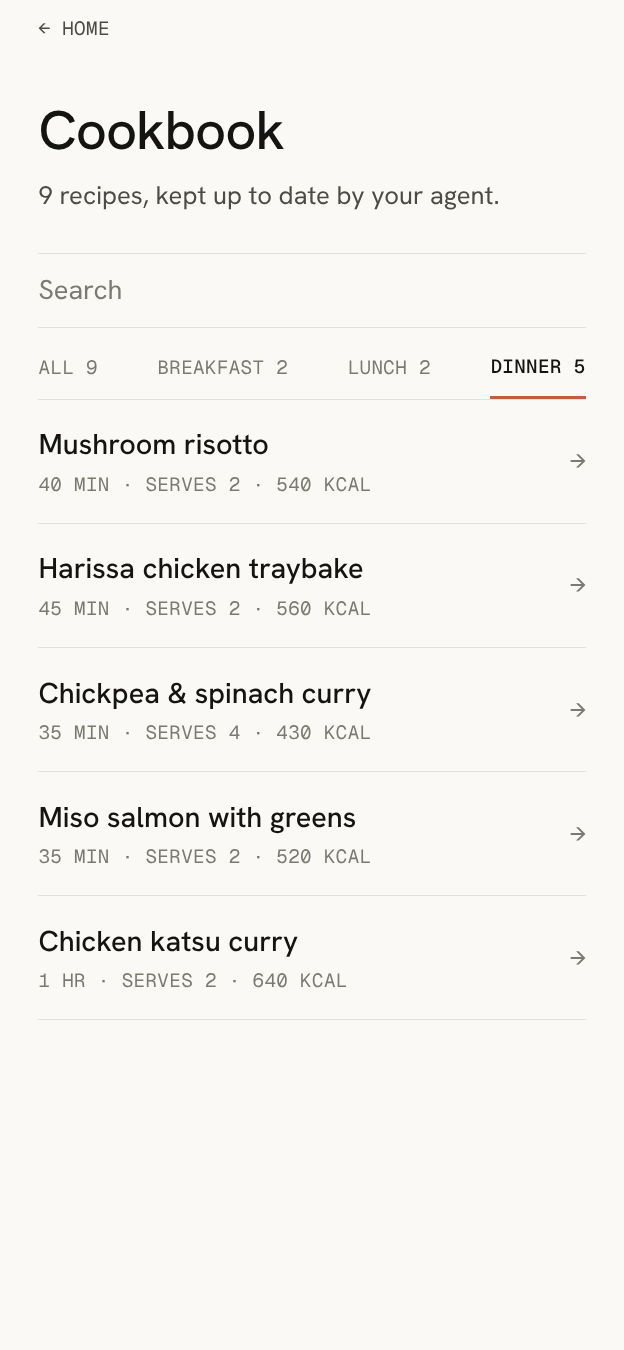 ← HOME
Cookbook
9 recipes, kept up to date by your agent.
Search
ALL 9 BREAKFAST 2 LUNCH 2 DINNER 5
Mushroom risotto
40 MIN · SERVES 2 · 540 KCAL
→
Harissa chicken traybake
45 MIN · SERVES 2 · 560 KCAL
→
Chickpea & spinach curry
35 MIN · SERVES 4 · 430 KCAL
→
Miso salmon with greens
35 MIN · SERVES 2 · 520 KCAL
→
Chicken katsu curry
1 HR · SERVES 2 · 640 KCAL
→